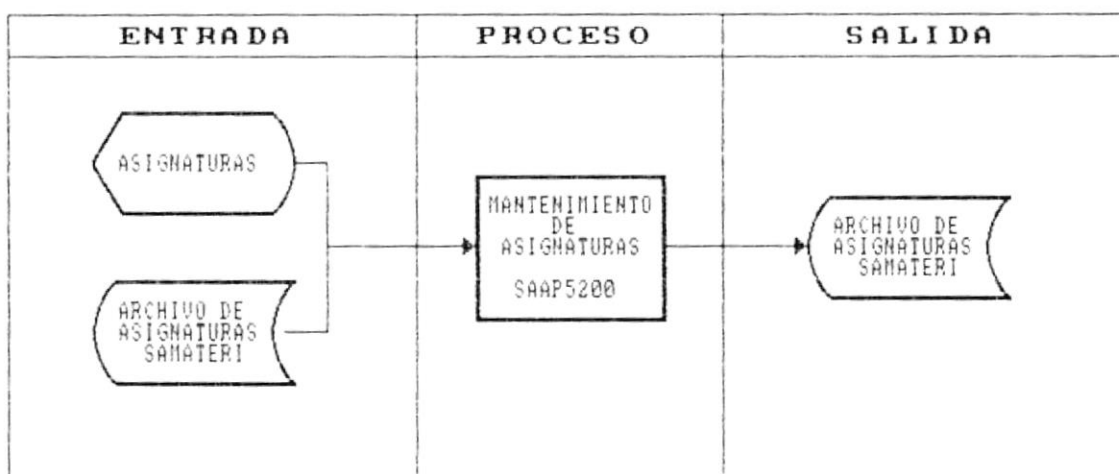 ENTRADA PROCESO SALIDA
ASIGNATURAS
ARCHIVO DE
ASIGNATURAS
SAMATERI
MANTENIMIENTO
DE
ASIGNATURAS
SAAP5200
ARCHIVO DE
ASIGNATURAS
SAMATERI